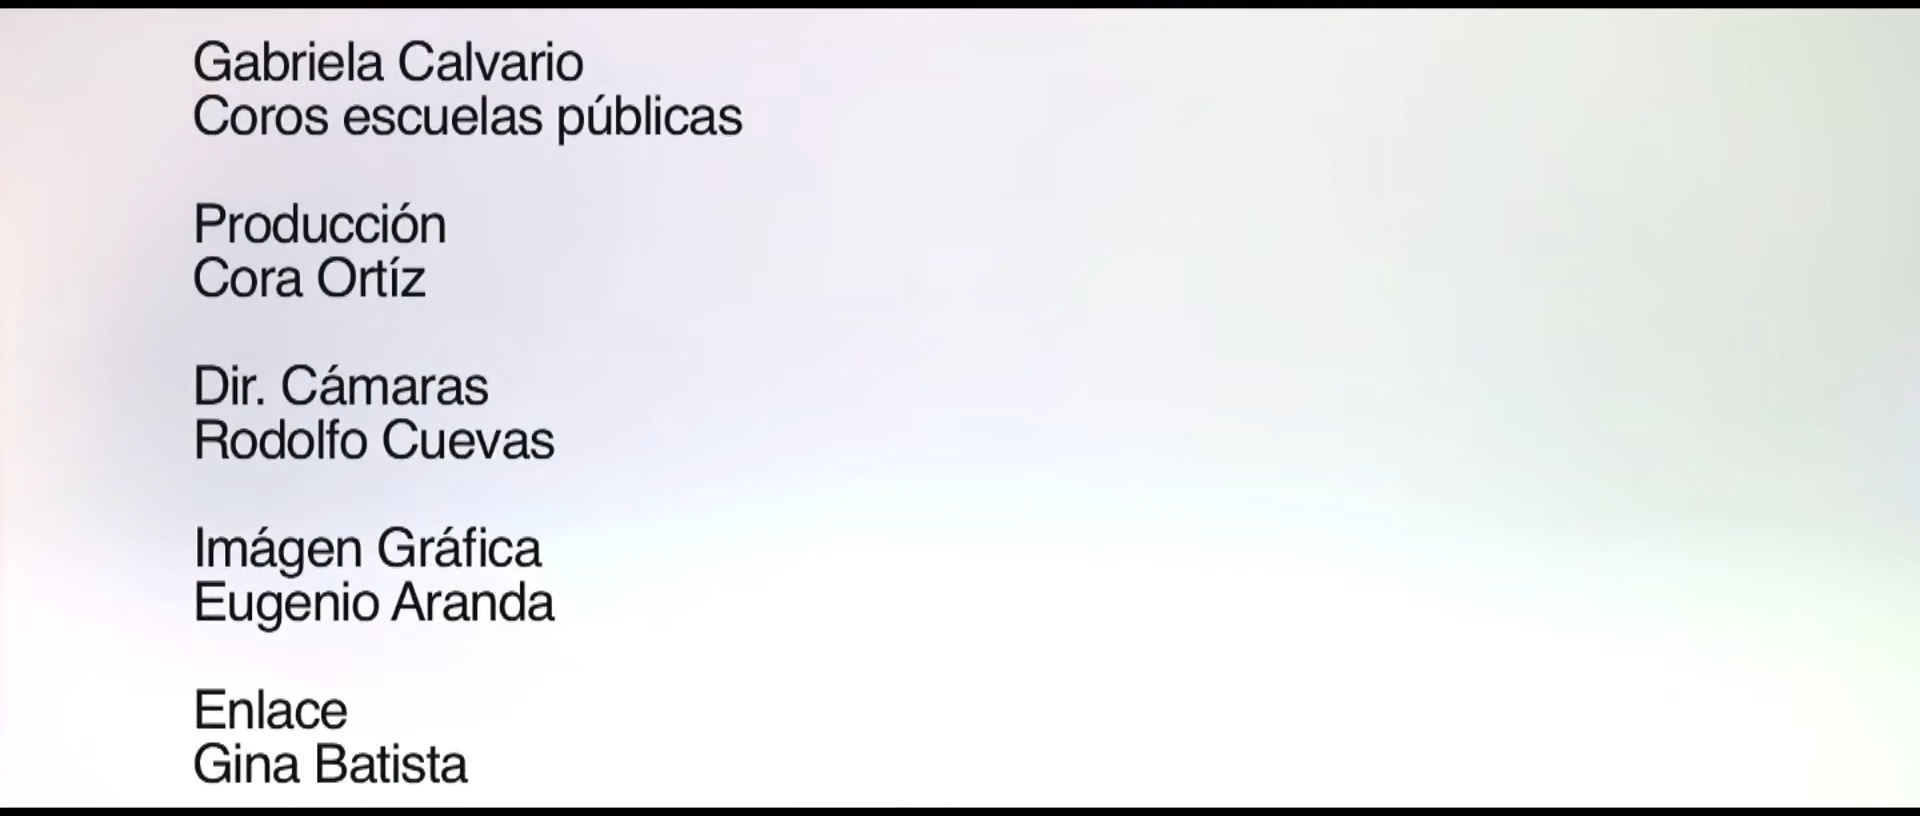 Gabriela Calvario
Coros escuelas públicas
Producción
Cora Ortíz
Dir. Cámaras
Rodolfo Cuevas
Imágen Gráfica
Eugenio Aranda
Enlace
Gina Batista